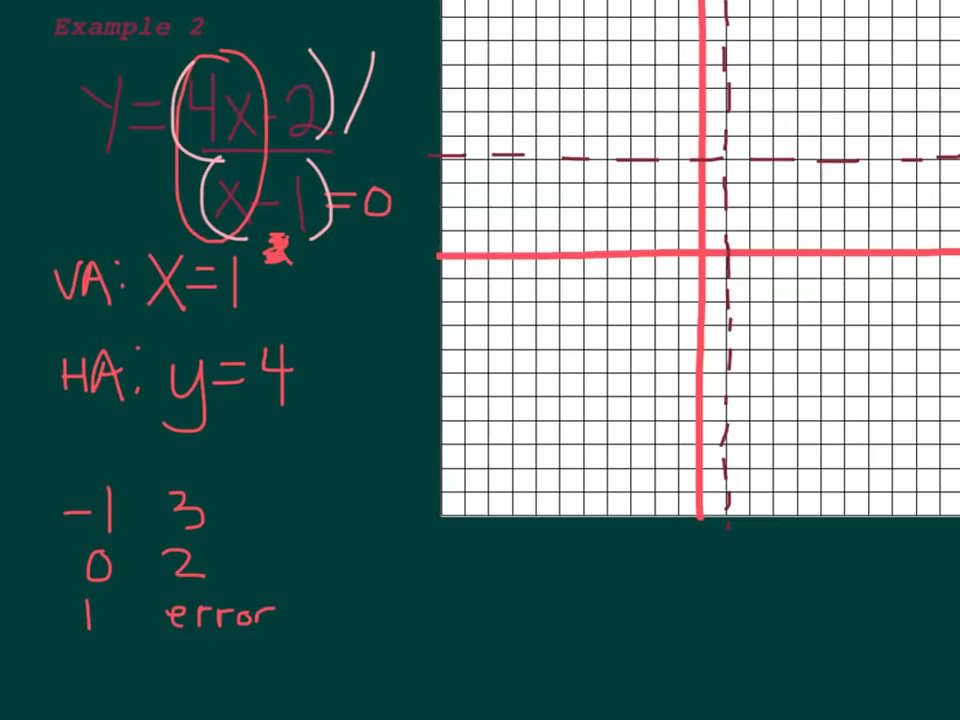 Example 2
Y = (4x - 2) /
(x - 1) = 0
VA: X = 1
HA: y = 4
-1 3
0 2
1 error